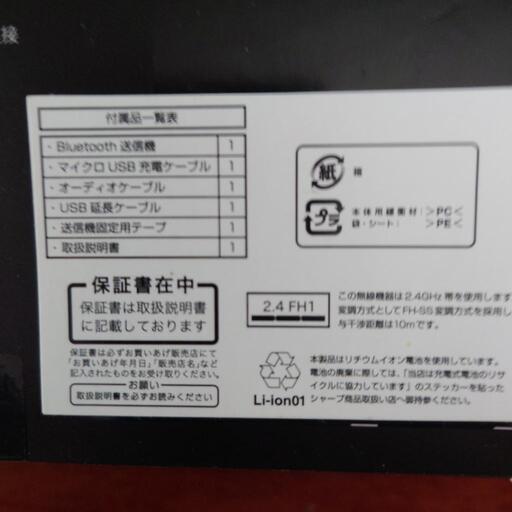 接
付属品一覧表
・Bluetooth 送信機 1
・マイクロ USB 充電ケーブル 1
・オーディオケーブル 1
・USB 延長ケーブル 1
・送信機固定用テープ 1
・取扱説明書 1
紙 箱
プラ 本体用緩衝材: >PC<
袋・シート: >PE<
保証書在中
保証書は取扱説明書
に記載しております
保証書は必ずお買いあげ販売店にて
「お買いあげ年月日」「販売店名」など
記入されたものをお受け取りください。
お願い
取扱説明書を必ずお読みください
2.4 FH1
この無線機器は2.4GHz 帯を使用します
変調方式としてFH-SS変調方式を採用し
与干渉距離は10mです。
Li-ion01
本製品はリチウムイオン電池を使用しています。
電池の廃棄に際しては、「当店は充電式電池のリサ
イクルに協力しています」のステッカーを貼った
シャープ商品取扱い店へ御持参ください。